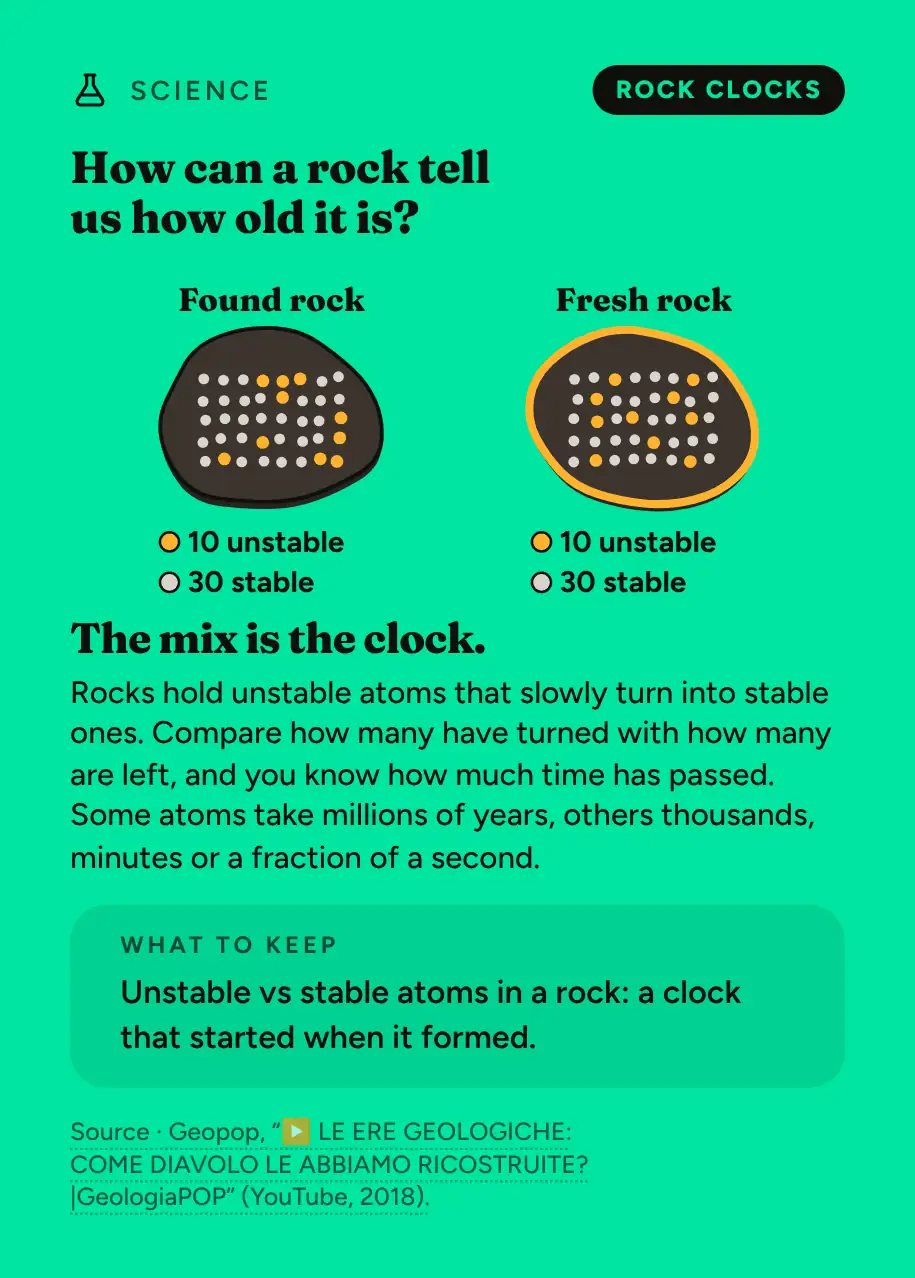 SCIENCE
ROCK CLOCKS
How can a rock tell
us how old it is?
Found rock
Fresh rock
10 unstable
30 stable
10 unstable
30 stable
The mix is the clock.
Rocks hold unstable atoms that slowly turn into stable
ones. Compare how many have turned with how many
are left, and you know how much time has passed.
Some atoms take millions of years, others thousands,
minutes or a fraction of a second.
WHAT TO KEEP
Unstable vs stable atoms in a rock: a clock
that started when it formed.
Source · Geopop, “▶️ LE ERE GEOLOGICHE:
COME DIAVOLO LE ABBIAMO RICOSTRUITE?
|GeologiaPOP” (YouTube, 2018).